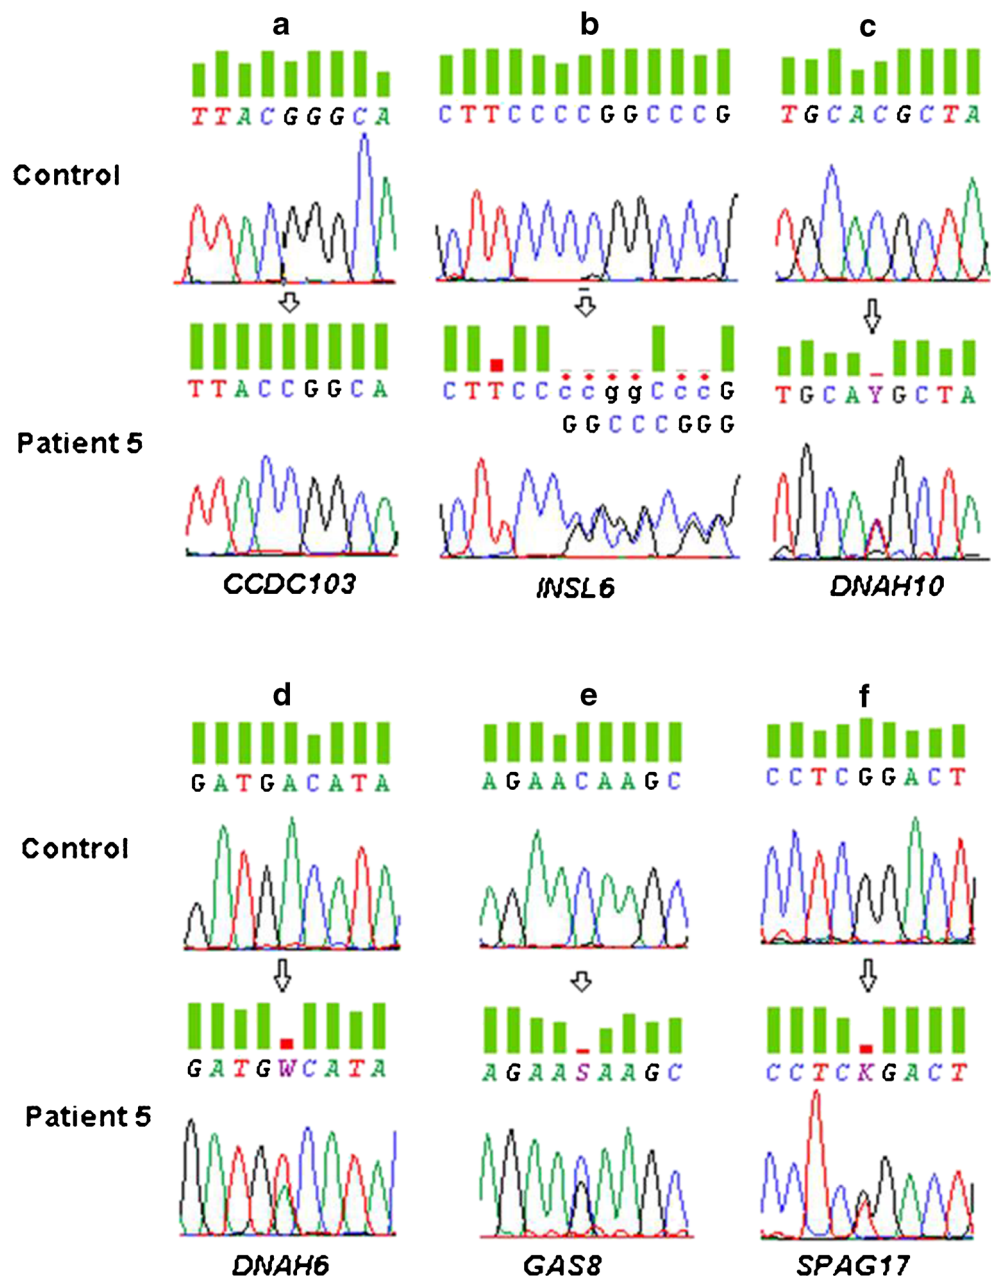 a b c
TTACGGGCA CTTCCCCGGCCCG TGCACGCTA
Control
TTACCGGCA CTTCCCCggCCCG TGCAYGCTA
GGCCCGGG
Patient 5
CCDC103 INSL6 DNAH10
d e f
GATGACATA AGAACAAGC CCTCGGACT
Control
GATGWCATA AGAASAAGC CCTCKGACT
Patient 5
DNAH6 GAS8 SPAG17